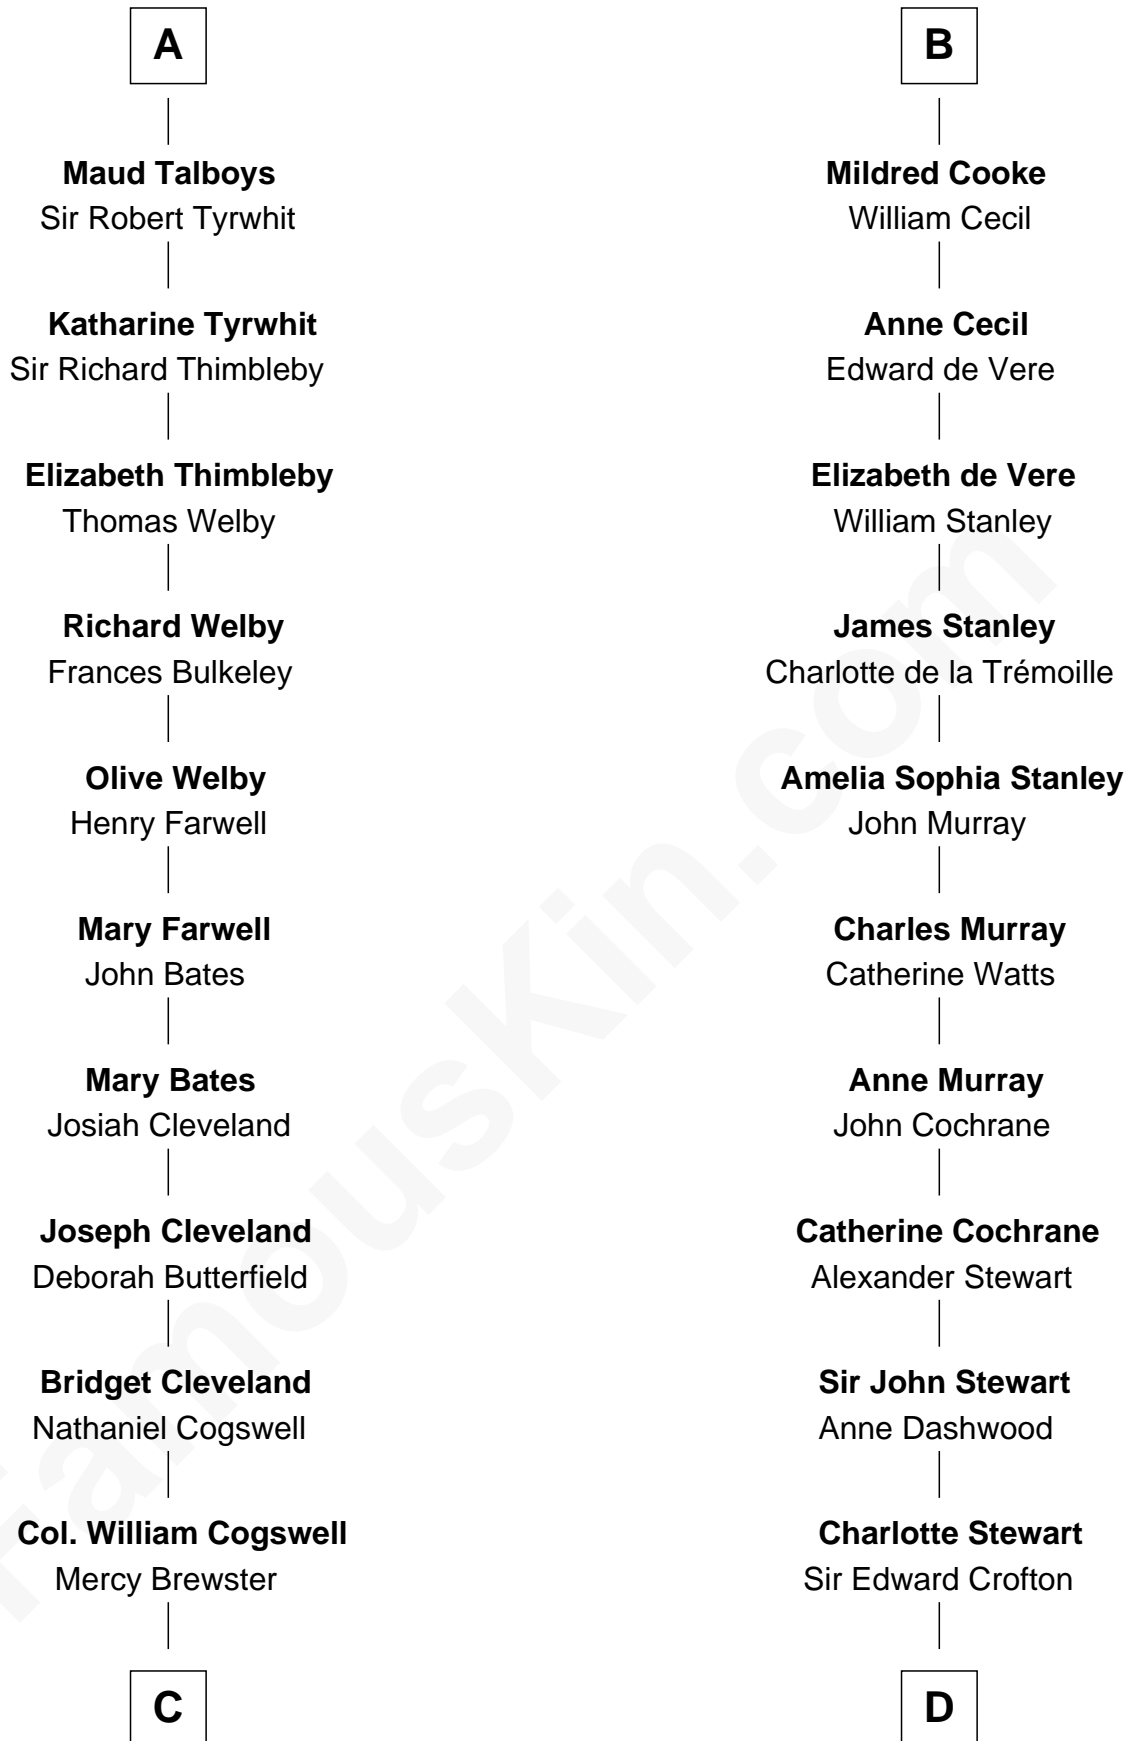 A
Maud Talboys
Sir Robert Tyrwhit
Katharine Tyrwhit
Sir Richard Thimbleby
Elizabeth Thimbleby
Thomas Welby
Richard Welby
Frances Bulkeley
Olive Welby
Henry Farwell
Mary Farwell
John Bates
Mary Bates
Josiah Cleveland
Joseph Cleveland
Deborah Butterfield
Bridget Cleveland
Nathaniel Cogswell
Col. William Cogswell
Mercy Brewster
C
B
Mildred Cooke
William Cecil
Anne Cecil
Edward de Vere
Elizabeth de Vere
William Stanley
James Stanley
Charlotte de la Trémoille
Amelia Sophia Stanley
John Murray
Charles Murray
Catherine Watts
Anne Murray
John Cochrane
Catherine Cochrane
Alexander Stewart
Sir John Stewart
Anne Dashwood
Charlotte Stewart
Sir Edward Crofton
D
FamousKin.com